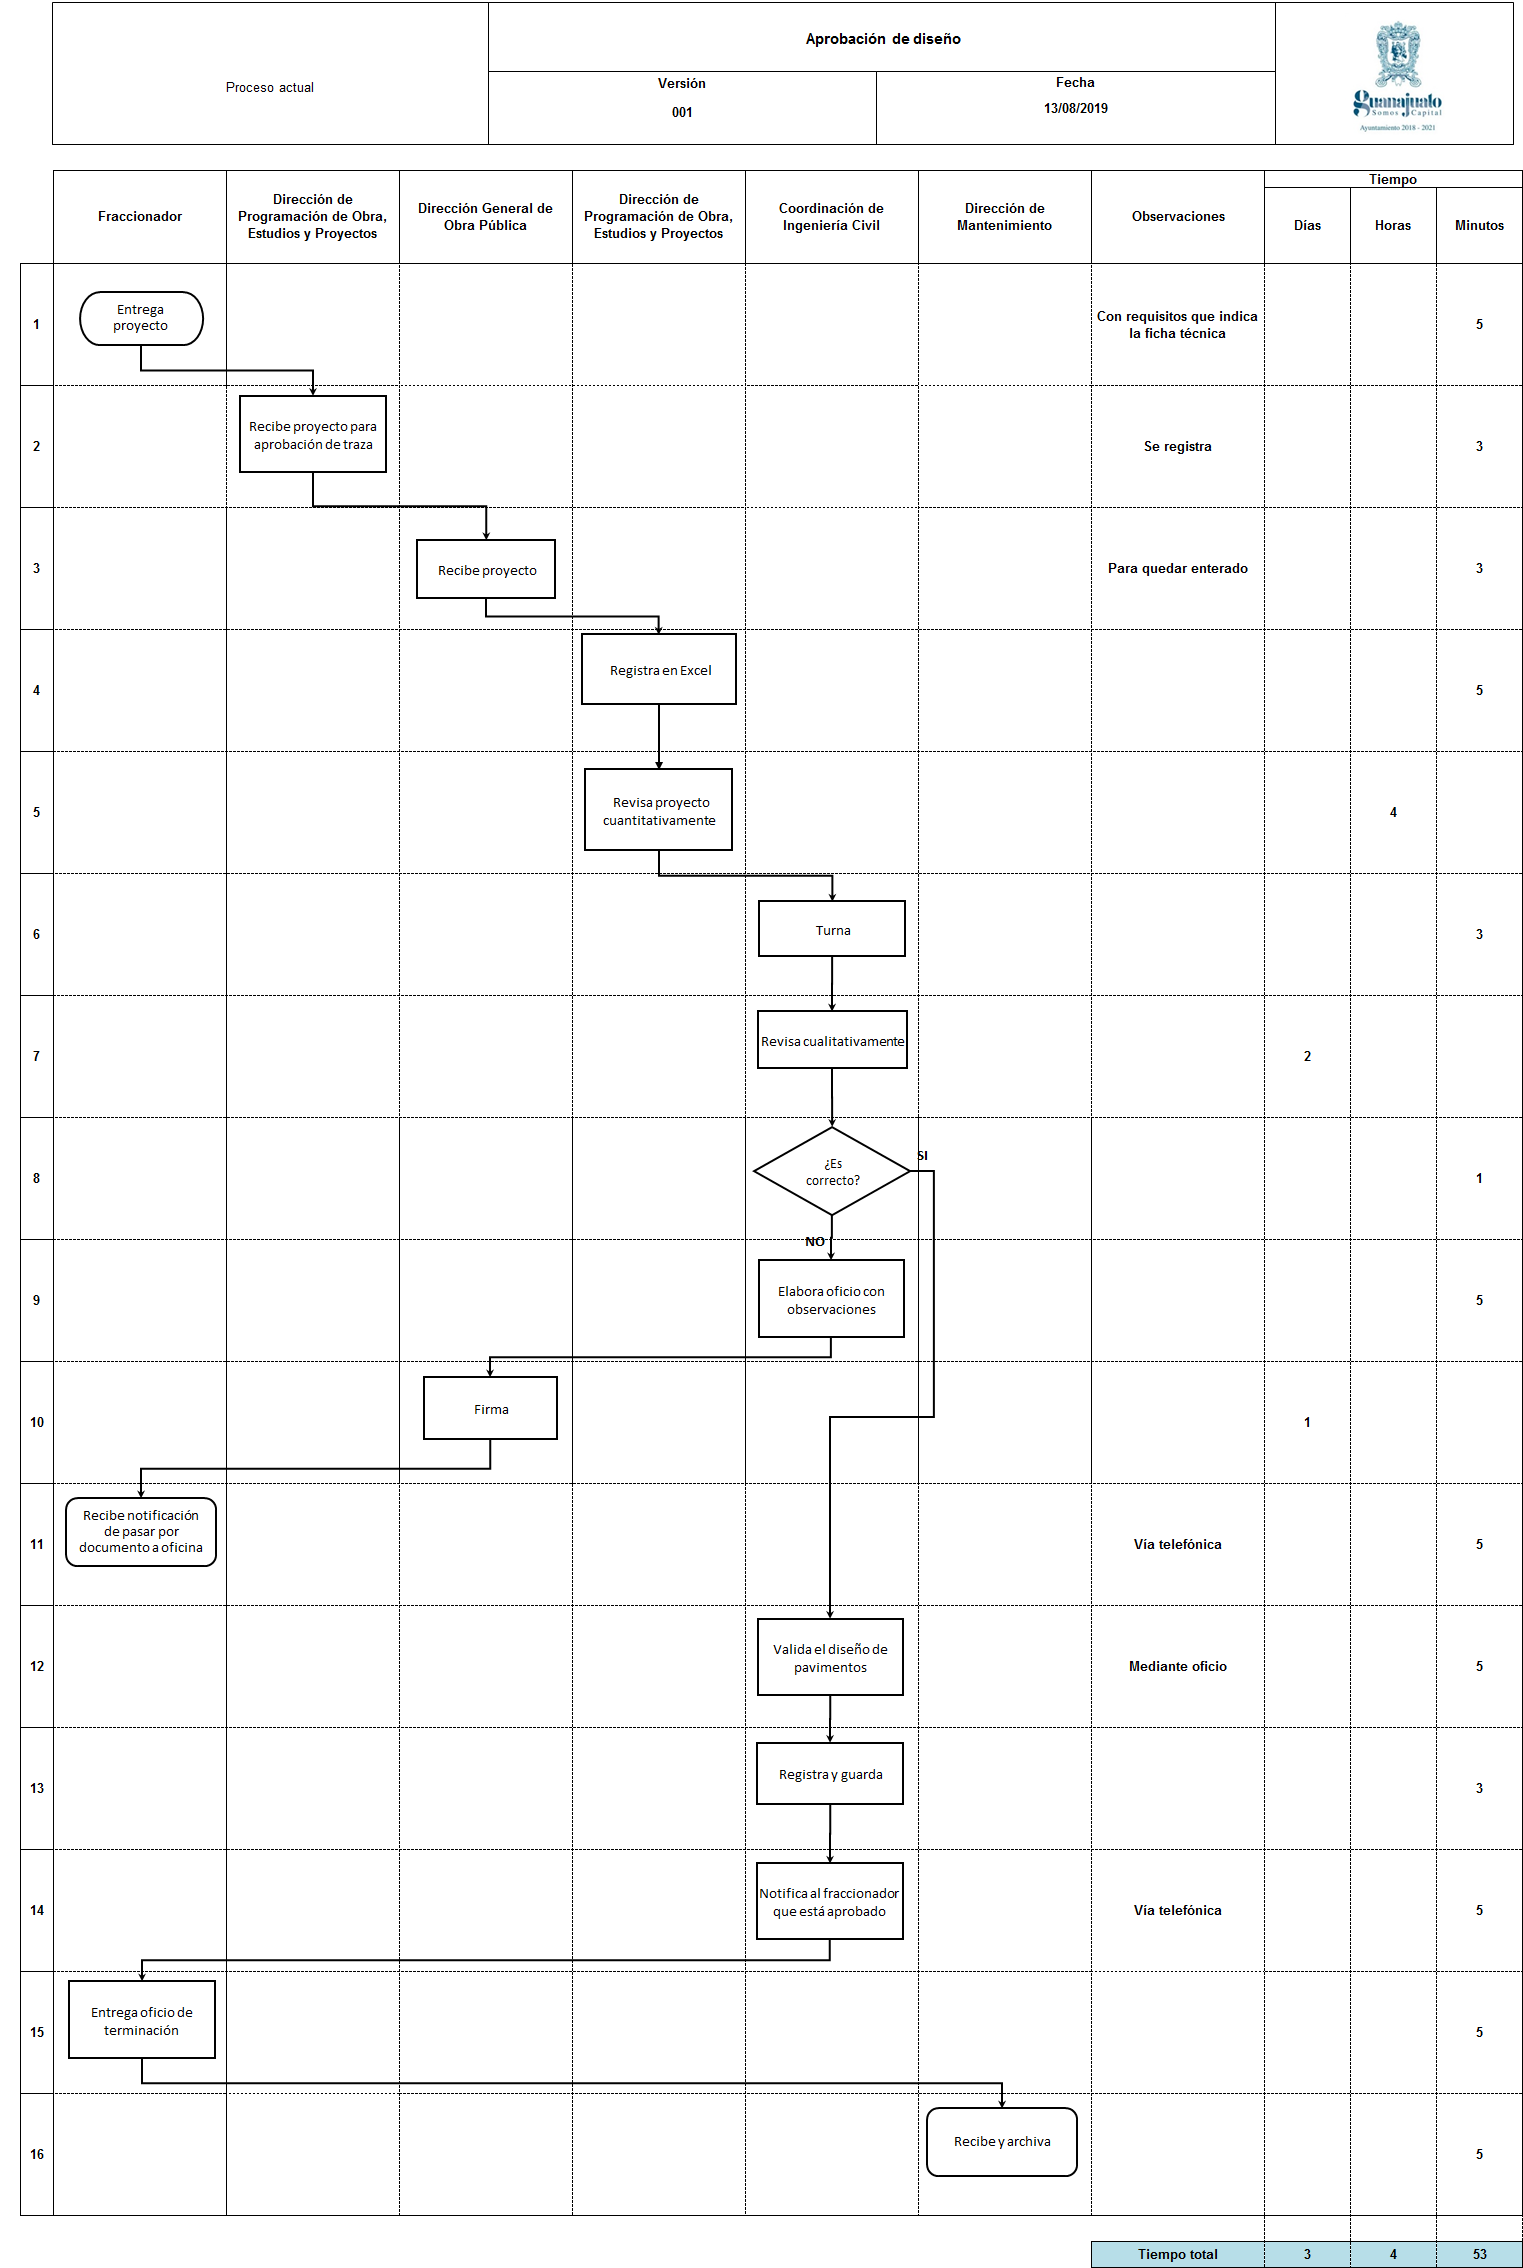 Proceso actual
Aprobación de diseño
Versión
001
Fecha
13/08/2019
Guanajuato
Somos Capital
Ayuntamiento 2018 - 2021
Fraccionador
Dirección de
Programación de Obra,
Estudios y Proyectos
Dirección General de
Obra Pública
Dirección de
Programación de Obra,
Estudios y Proyectos
Coordinación de
Ingeniería Civil
Dirección de
Mantenimiento
Observaciones
Tiempo
Días
Horas
Minutos
1
Entrega
proyecto
Con requisitos que indica
la ficha técnica
5
2
Recibe proyecto para
aprobación de traza
Se registra
3
3
Recibe proyecto
Para quedar enterado
3
4
Registra en Excel
5
5
Revisa proyecto
cuantitativamente
4
6
Turna
3
7
Revisa cualitativamente
2
8
¿Es
correcto?
SI
1
NO
9
Elabora oficio con
observaciones
5
10
Firma
1
11
Recibe notificación
de pasar por
documento a oficina
Vía telefónica
5
12
Valida el diseño de
pavimentos
Mediante oficio
5
13
Registra y guarda
3
14
Notifica al fraccionador
que está aprobado
Vía telefónica
5
15
Entrega oficio de
terminación
5
16
Recibe y archiva
5
Tiempo total
3
4
53